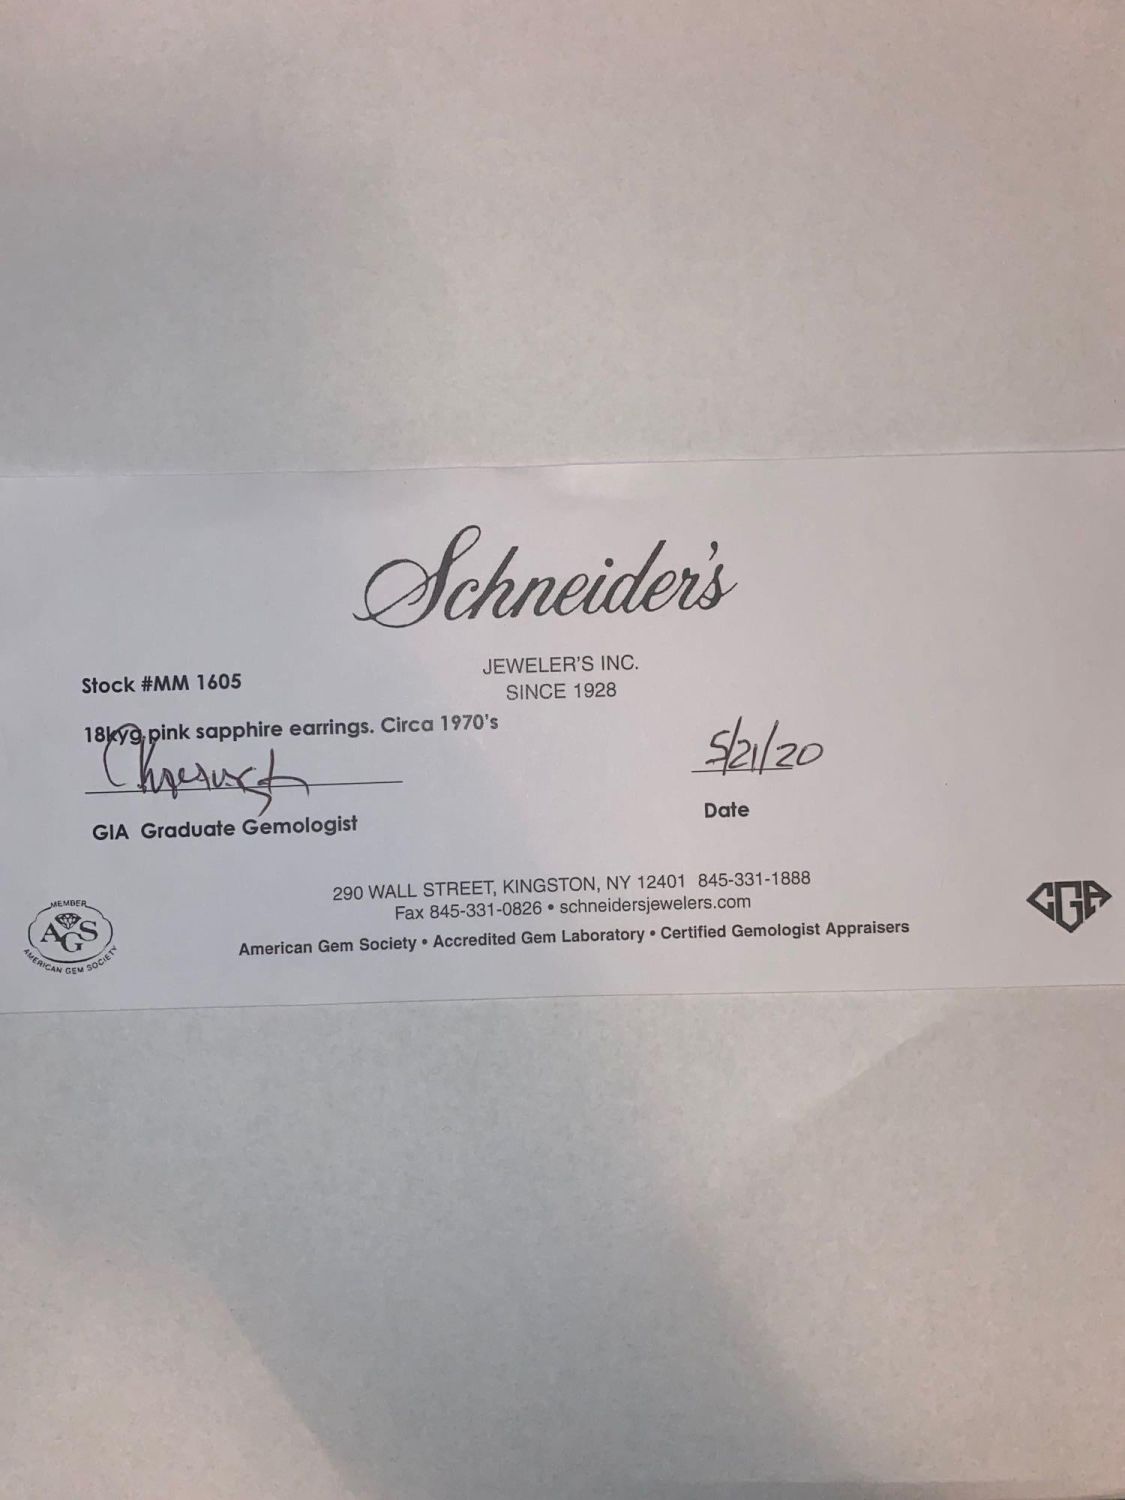 Schneider's
JEWELER'S INC.
SINCE 1928
Stock #MM 1605
18kyg pink sapphire earrings. Circa 1970's
5/21/20
GIA Graduate Gemologist
Date
290 WALL STREET, KINGSTON, NY 12401 845-331-1888
Fax 845-331-0826 • schneidersjewelers.com
American Gem Society • Accredited Gem Laboratory • Certified Gemologist Appraisers
MEMBER
AGS
AMERICAN GEM SOCIETY
CGA